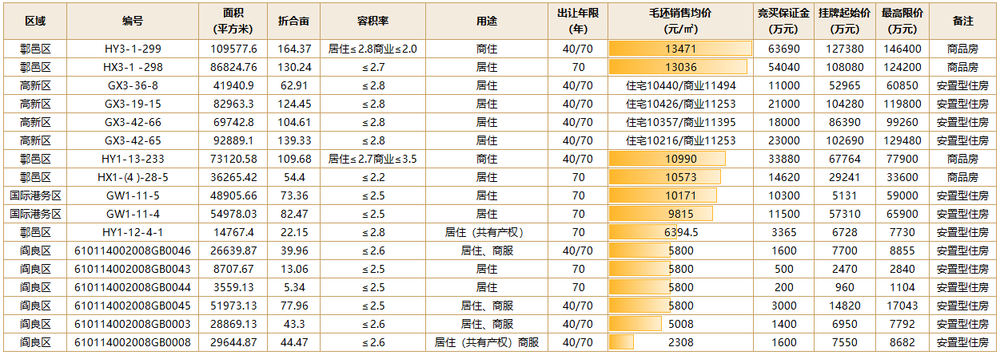 区域 编号 面积(平方米) 折合亩 容积率 用途 出让年限(年) 毛坯销售均价(元/㎡) 竞买保证金(万元) 挂牌起始价(万元) 最高限价(万元) 备注
鄠邑区 HY3-1-299 109577.6 164.37 居住≤2.8商业≤2.0 商住 40/70 13471 63690 127380 146400 商品房
鄠邑区 HX3-1 -298 86824.76 130.24 ≤2.7 居住 70 13036 54040 108080 124200 商品房
高新区 GX3-36-8 41940.9 62.91 ≤2.8 居住 40/70 住宅10440/商业11494 11000 52965 60850 安置型住房
高新区 GX3-19-15 82963.3 124.45 ≤2.8 居住 40/70 住宅10426/商业11253 21000 104280 119800 安置型住房
高新区 GX3-42-66 69742.8 104.61 ≤2.8 居住 40/70 住宅10357/商业11395 18000 86390 99260 安置型住房
高新区 GX3-42-65 92889.1 139.33 ≤2.8 居住 40/70 住宅10216/商业11253 23000 102690 129480 安置型住房
鄠邑区 HY1-13-233 73120.58 109.68 居住≤2.7商业≤3.5 商住 40/70 10990 33880 67764 77900 商品房
鄠邑区 HX1-(4 )-28-5 36265.42 54.4 ≤2.2 居住 70 10573 14620 29241 33600 商品房
国际港务区 GW1-11-5 48905.66 73.36 ≤2.5 居住 70 10171 10300 5131 59000 安置型住房
国际港务区 GW1-11-4 54978.03 82.47 ≤2.5 居住 70 9815 11500 57310 65900 安置型住房
鄠邑区 HY1-12-4-1 14767.4 22.15 ≤2.8 居住（共有产权） 70 6394.5 3365 6728 7730 安置型住房
阎良区 610114002008GB0046 26639.87 39.96 ≤2.6 居住、商服 40/70 5800 1600 7700 8855 安置型住房
阎良区 610114002008GB0043 8707.67 13.06 ≤2.5 居住 70 5800 500 2470 2840 安置型住房
阎良区 610114002008GB0044 3559.13 5.34 ≤2.5 居住 70 5800 200 960 1104 安置型住房
阎良区 610114002008GB0045 51973.13 77.96 ≤2.5 居住、商服 40/70 5800 3000 14820 17043 安置型住房
阎良区 610114002008GB0003 28869.13 43.3 ≤2.6 居住、商服 40/70 5008 1400 6950 7792 安置型住房
阎良区 610114002008GB0008 29644.87 44.47 ≤2.6 居住（共有产权）商服 40/70 2308 1600 7550 8682 安置型住房